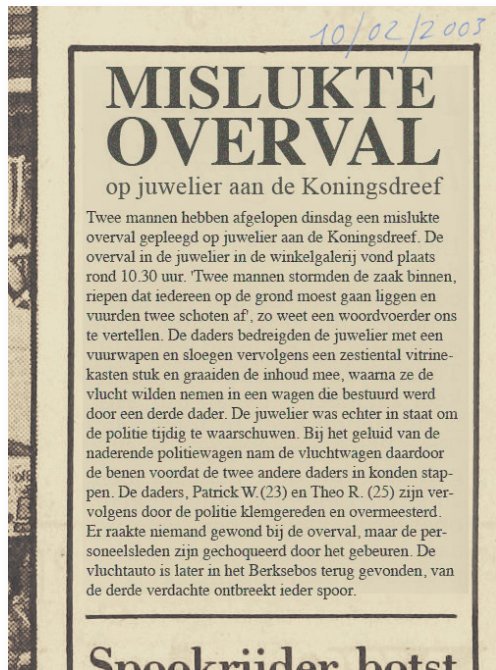 10/02/2003
MISLUKTE
OVERVAL
op juwelier aan de Koningsdreef
Twee mannen hebben afgelopen dinsdag een mislukte
overval gepleegd op juwelier aan de Koningsdreef. De
overval in de juwelier in de winkelgalerij vond plaats
rond 10.30 uur. 'Twee mannen stormden de zaak binnen,
riepen dat iedereen op de grond moest gaan liggen en
vuurden twee schoten af', zo weet een woordvoerder ons
te vertellen. De daders bedreigden de juwelier met een
vuurwapen en sloegen vervolgens een zestiental vitrine-
kasten stuk en graaiden de inhoud mee, waarna ze de
vlucht wilden nemen in een wagen die bestuurd werd
door een derde dader. De juwelier was echter in staat om
de politie tijdig te waarschuwen. Bij het geluid van de
naderende politiewagen nam de vluchtwagen daardoor
de benen voordat de twee andere daders in konden stap-
pen. De daders, Patrick W. (23) en Theo R. (25) zijn ver-
volgens door de politie klemgereden en overmeesterd.
Er raakte niemand gewond bij de overval, maar de per-
soneelsleden zijn gechoqueerd door het gebeuren. De
vluchtauto is later in het Berksebos terug gevonden, van
de derde verdachte ontbreekt ieder spoor.
Spookrijder botst